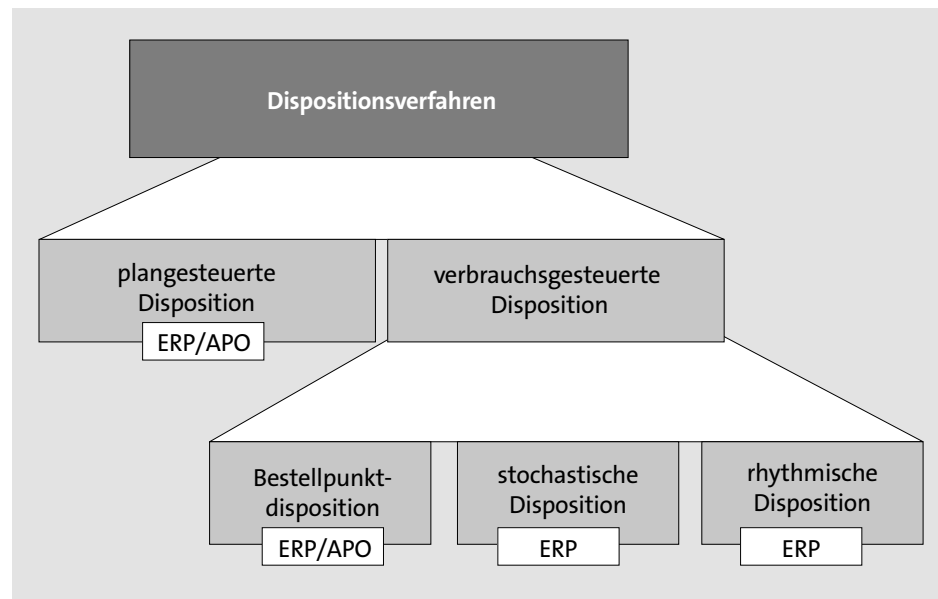 Dispositionsverfahren
plangesteuerte
Disposition
ERP/APO
verbrauchsgesteuerte
Disposition
Bestellpunkt-
disposition
ERP/APO
stochastische
Disposition
ERP
rhythmische
Disposition
ERP